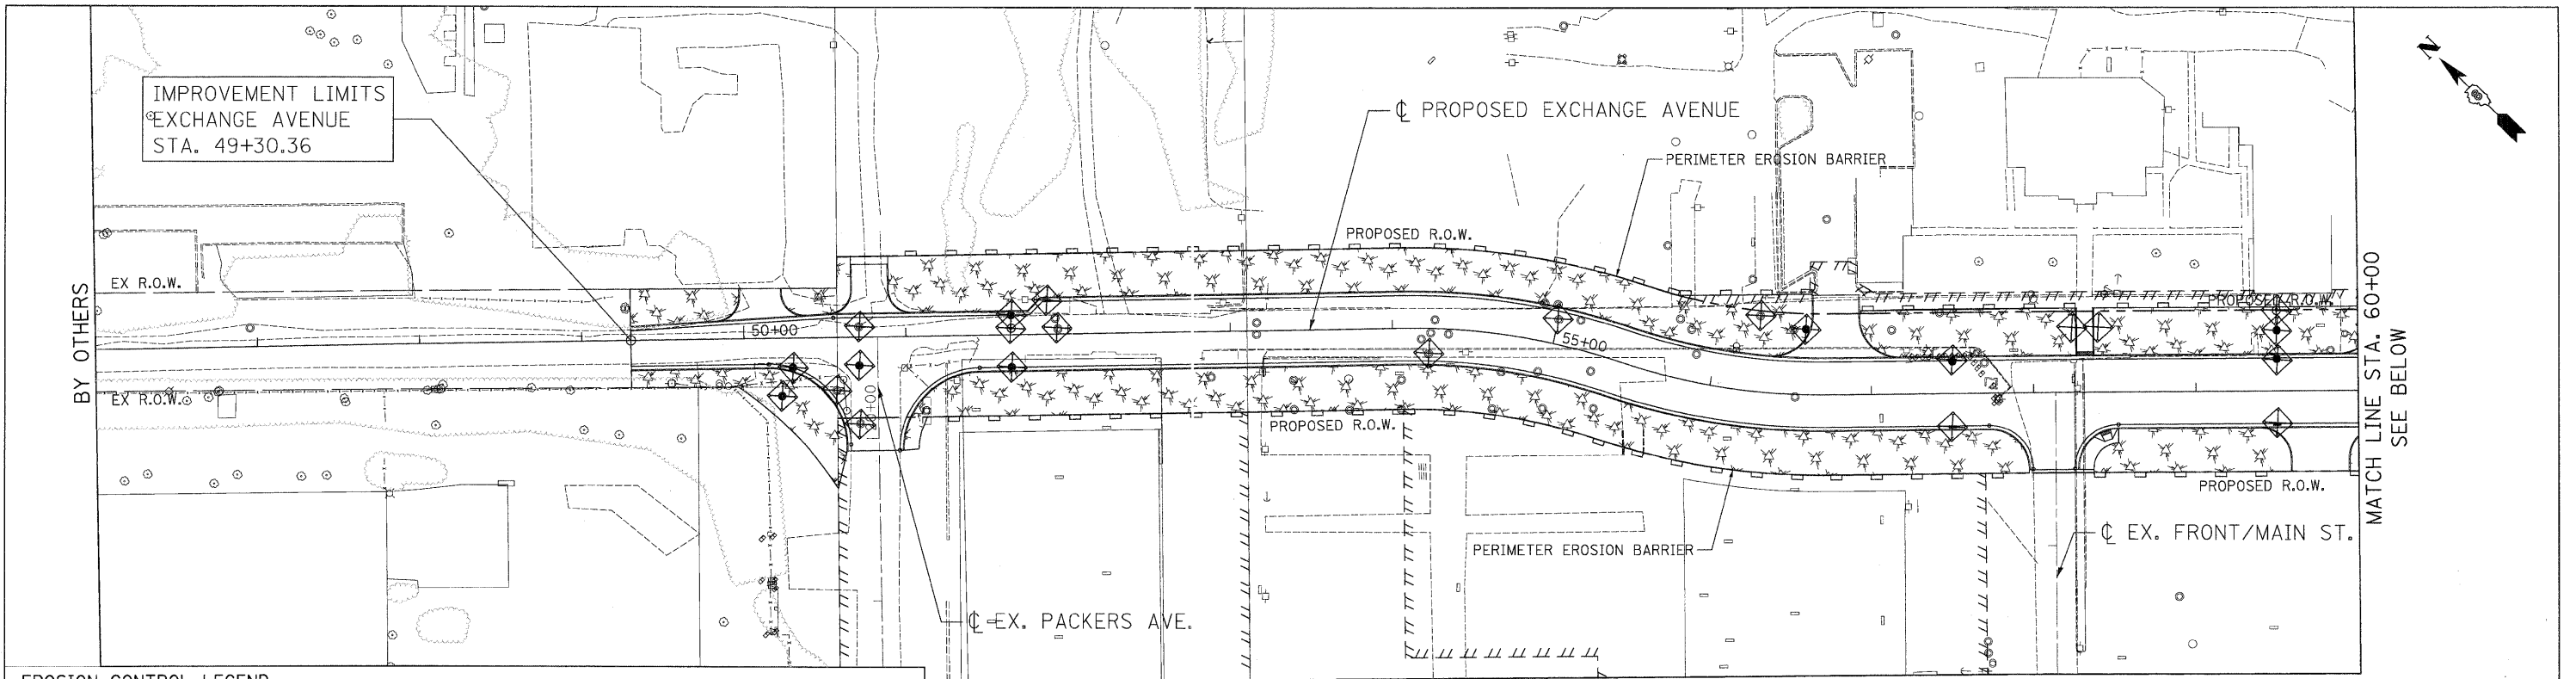 IMPROVEMENT LIMITS
EXCHANGE AVENUE
STA. 49+30.36
℄ PROPOSED EXCHANGE AVENUE
N
PERIMETER EROSION BARRIER
PROPOSED R.O.W.
EX R.O.W.
PROPOSED R.O.W.
50+00
55+00
BY OTHERS
EX R.O.W.
PROPOSED R.O.W.
PROPOSED R.O.W.
MATCH LINE STA. 60+00
SEE BELOW
℄ EX. FRONT/MAIN ST.
PERIMETER EROSION BARRIER
℄ EX. PACKERS AVE.
EROSION CONTROL LEGEND